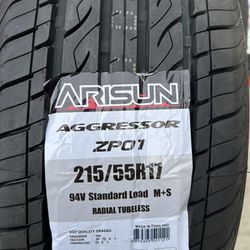 ARISUN
AGGRESSOR
ZP01
215/55R17
94V Standard Load M+S
RADIAL TUBELESS
MADE IN THAILAND